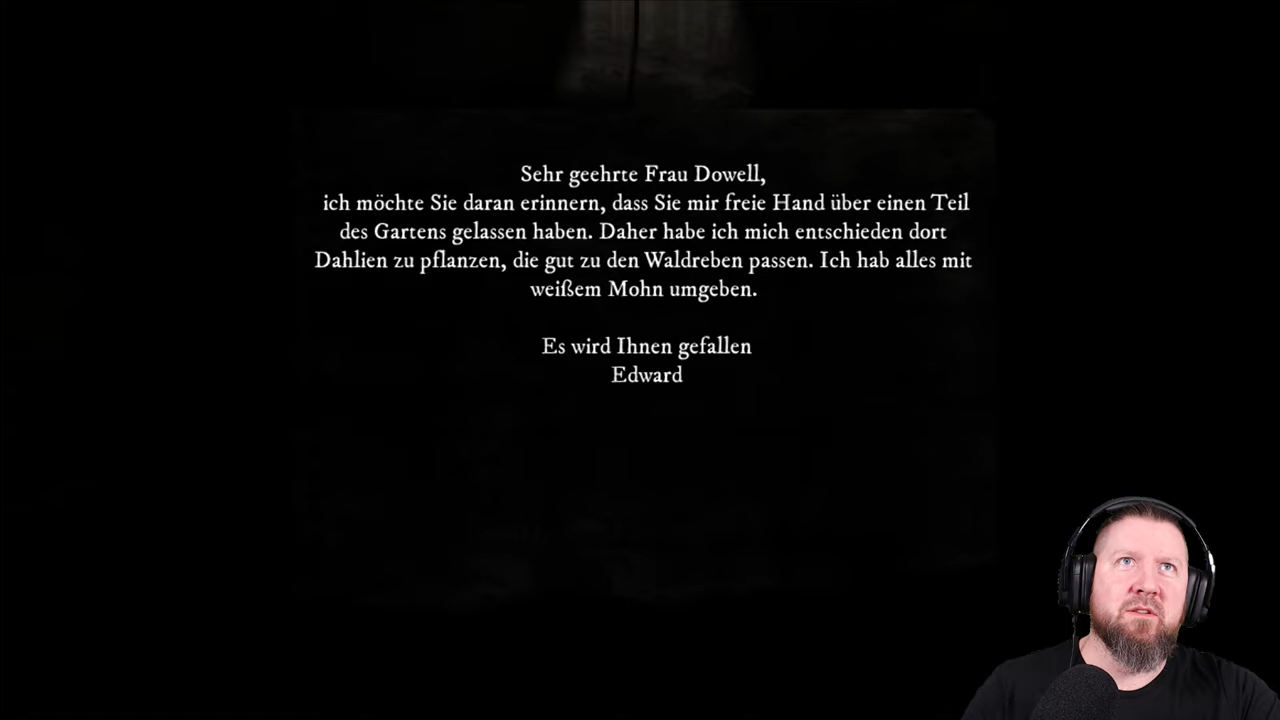 Sehr geehrte Frau Dowell,
ich möchte Sie daran erinnern, dass Sie mir freie Hand über einen Teil
des Gartens gelassen haben. Daher habe ich mich entschieden dort
Dahlien zu pflanzen, die gut zu den Waldreben passen. Ich hab alles mit
weißem Mohn umgeben.
Es wird Ihnen gefallen
Edward